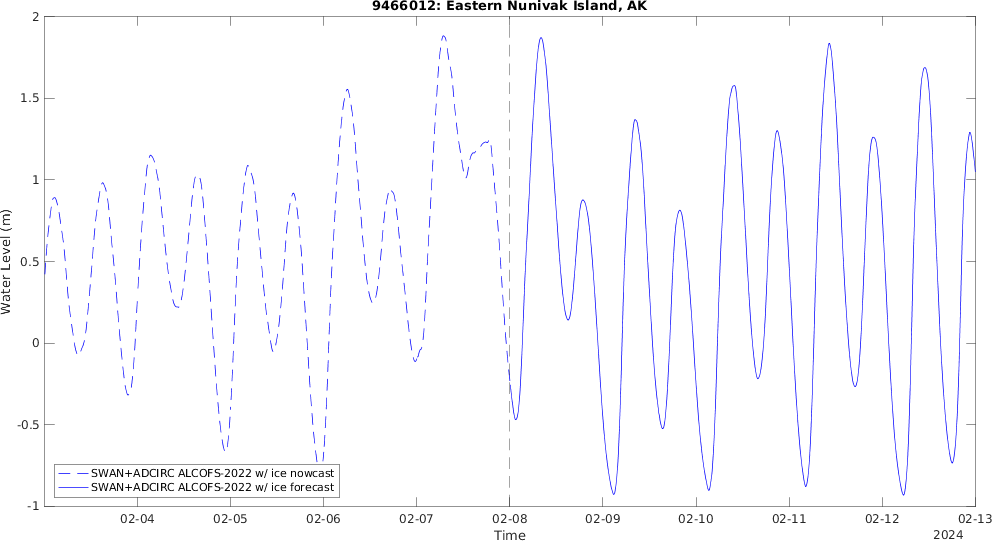 9466012: Eastern Nunivak Island, AK
Water Level (m)
2
1.5
1
0.5
0
-0.5
-1
SWAN+ADCIRC ALCOFS-2022 w/ ice nowcast
SWAN+ADCIRC ALCOFS-2022 w/ ice forecast
02-04 02-05 02-06 02-07 02-08 02-09 02-10 02-11 02-12 02-13
Time
2024